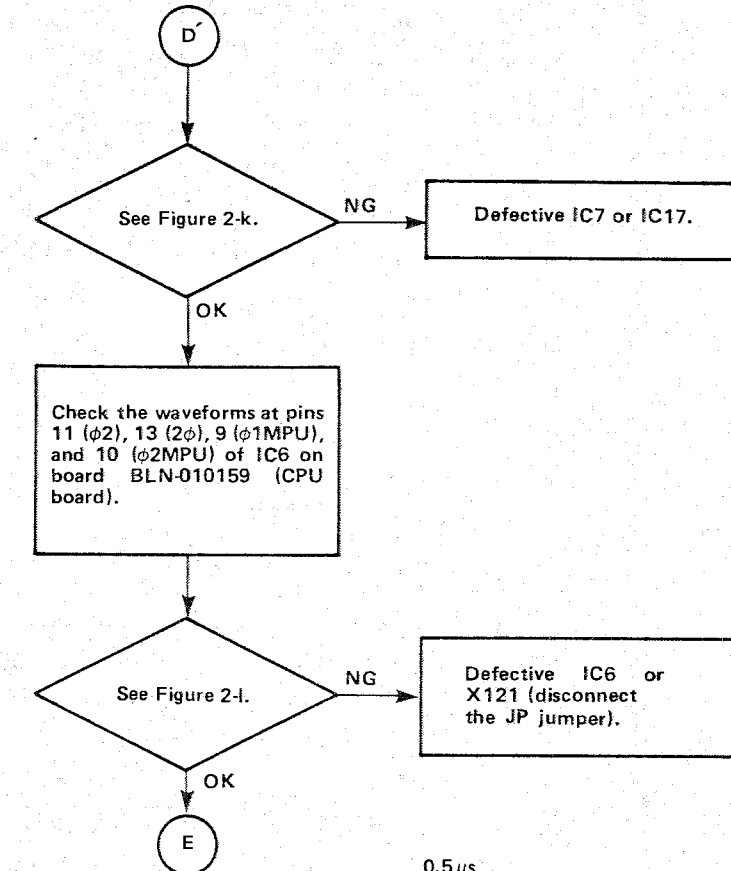 D´
See Figure 2-k.
NG
Defective IC7 or IC17.
OK
Check the waveforms at pins
11 (φ2), 13 (2φ), 9 (φ1MPU),
and 10 (φ2MPU) of IC6 on
board BLN-010159 (CPU
board).
See Figure 2-l.
NG
Defective IC6 or
X121 (disconnect
the JP jumper).
OK
E
0.5 μs